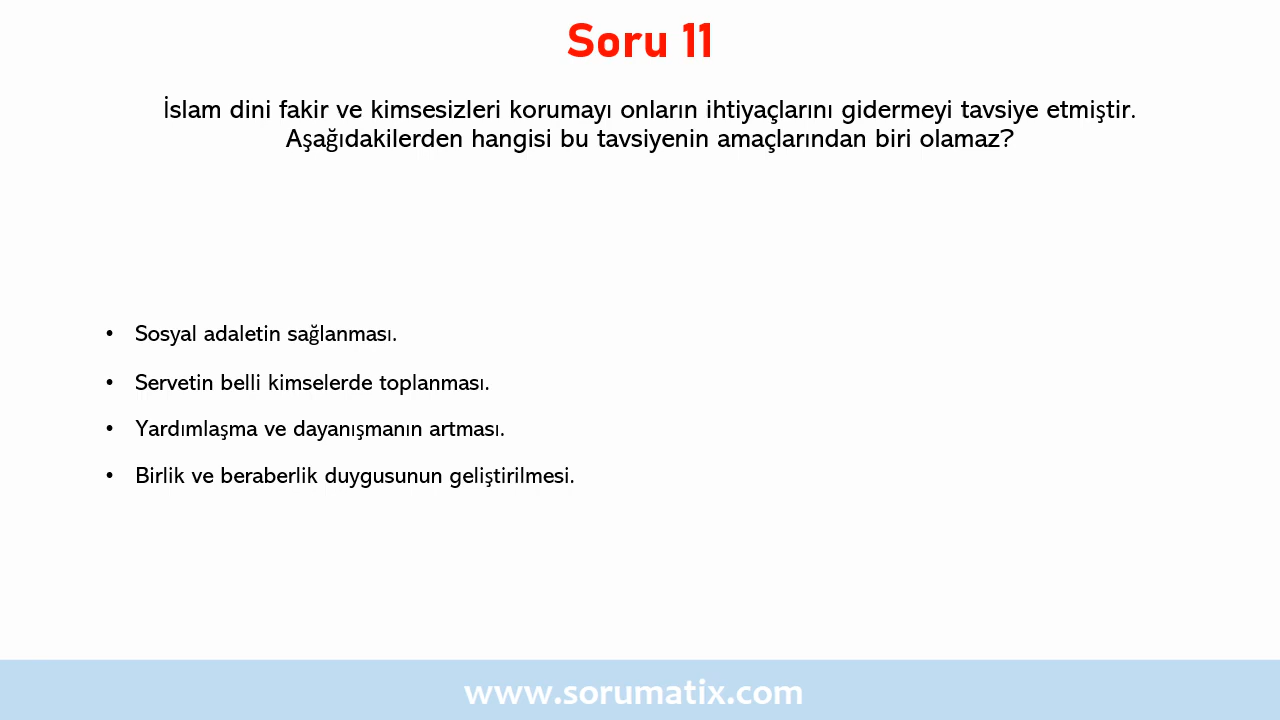 Soru 11
İslam dini fakir ve kimsesizleri korumayı onların ihtiyaçlarını gidermeyi tavsiye etmiştir.
Aşağıdakilerden hangisi bu tavsiyenin amaçlarından biri olamaz?
• Sosyal adaletin sağlanması.
• Servetin belli kimselerde toplanması.
• Yardımlaşma ve dayanışmanın artması.
• Birlik ve beraberlik duygusunun geliştirilmesi.
www.sorumatix.com